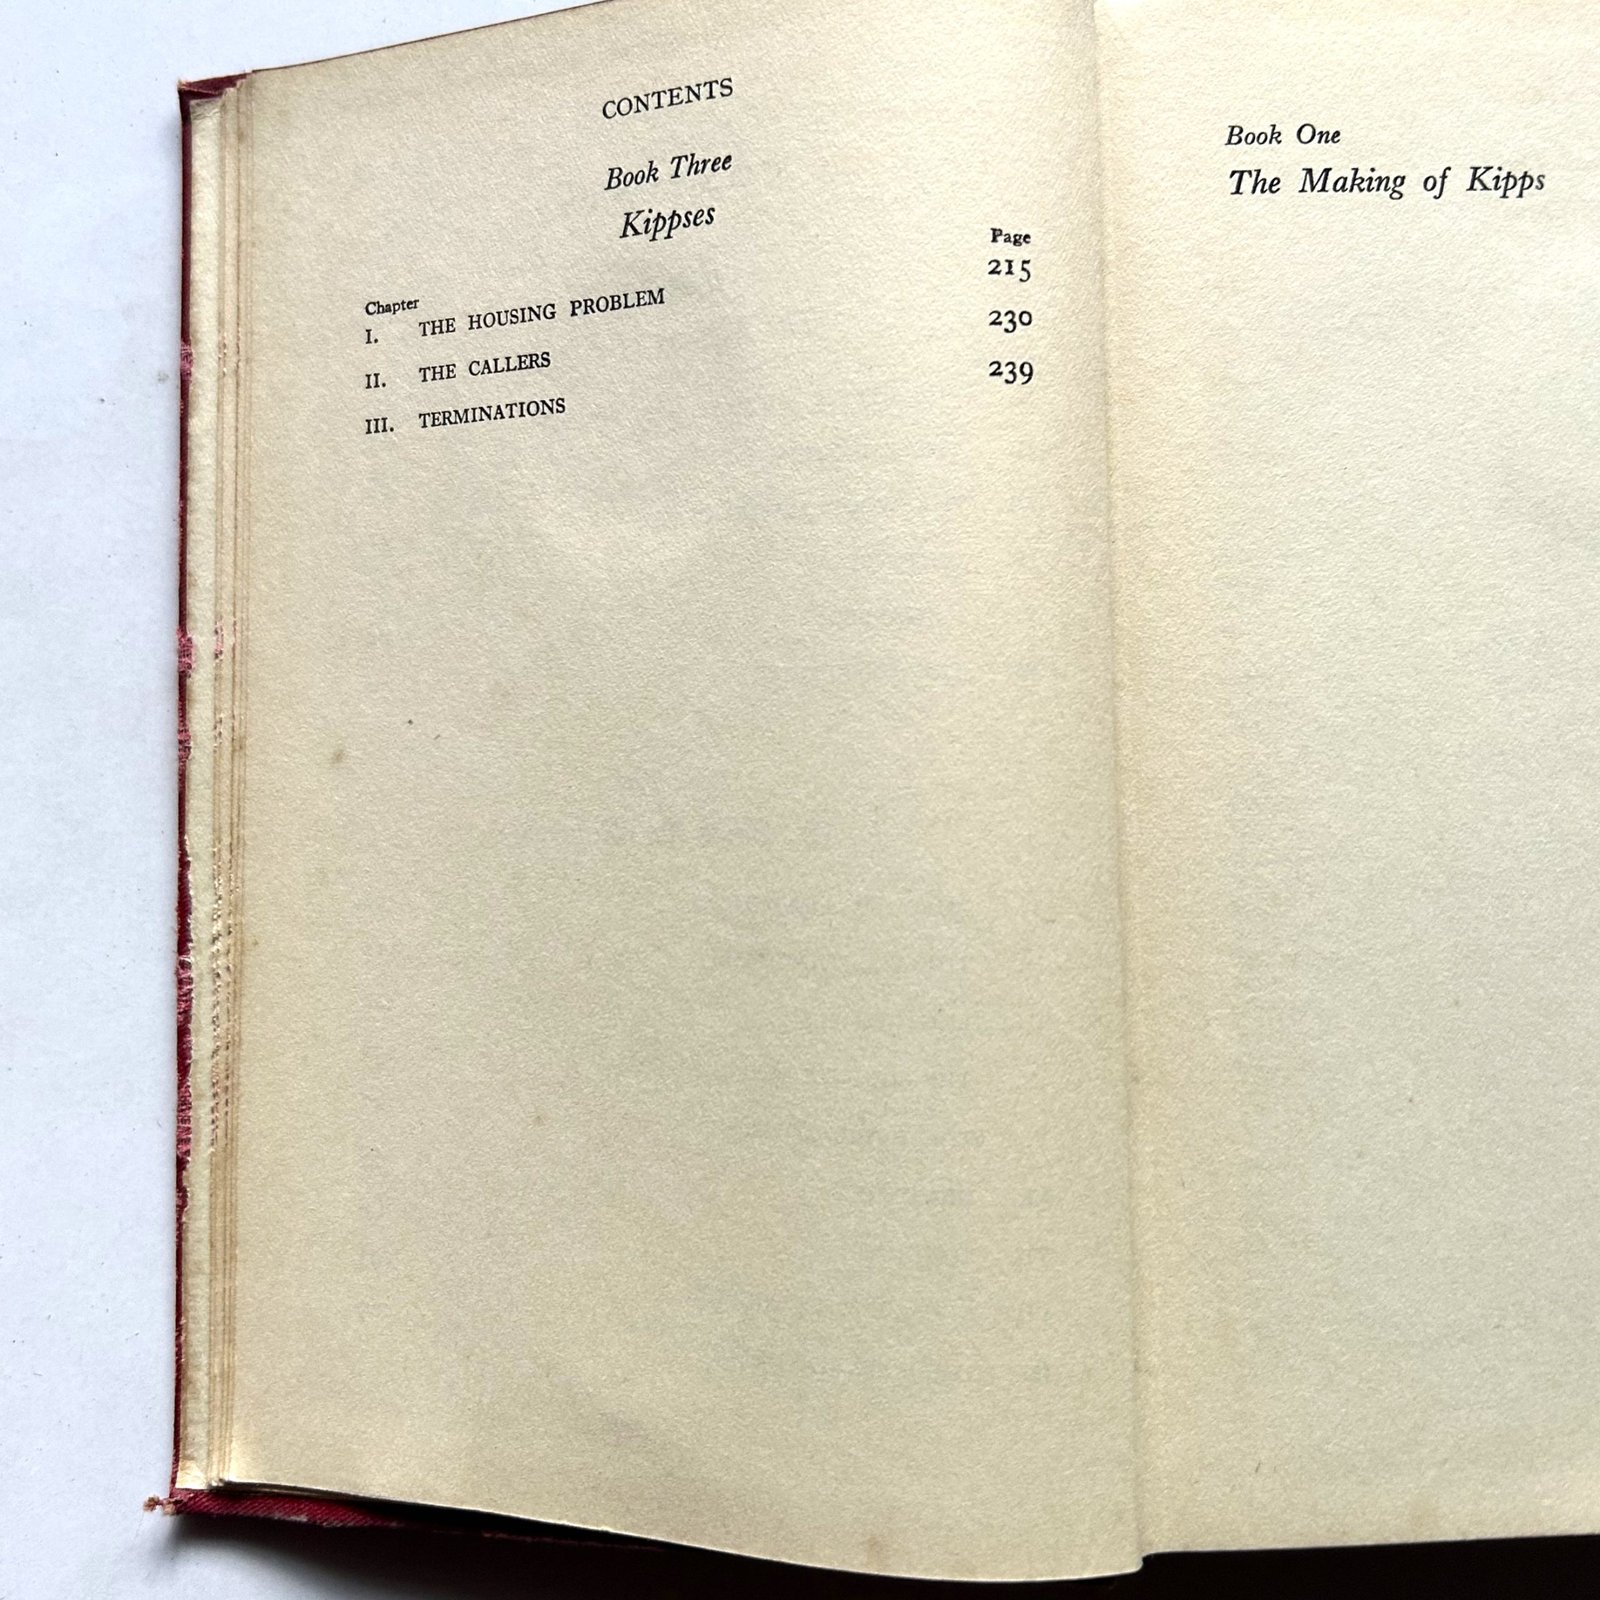 CONTENTS
Book Three
Kippses
Chapter Page
I. THE HOUSING PROBLEM 215
II. THE CALLERS 230
III. TERMINATIONS 239
Book One
The Making of Kipps